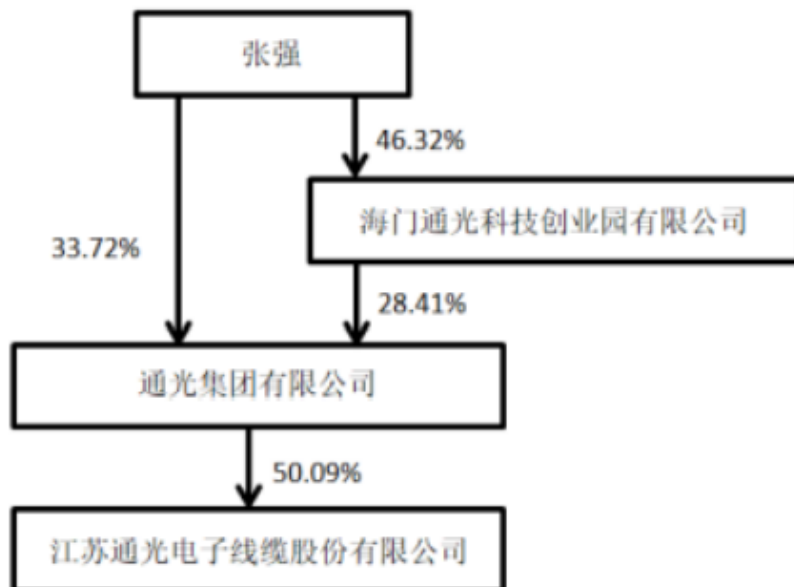 张强
46.32%
海门通光科技创业园有限公司
33.72%
28.41%
通光集团有限公司
50.09%
江苏通光电子线缆股份有限公司